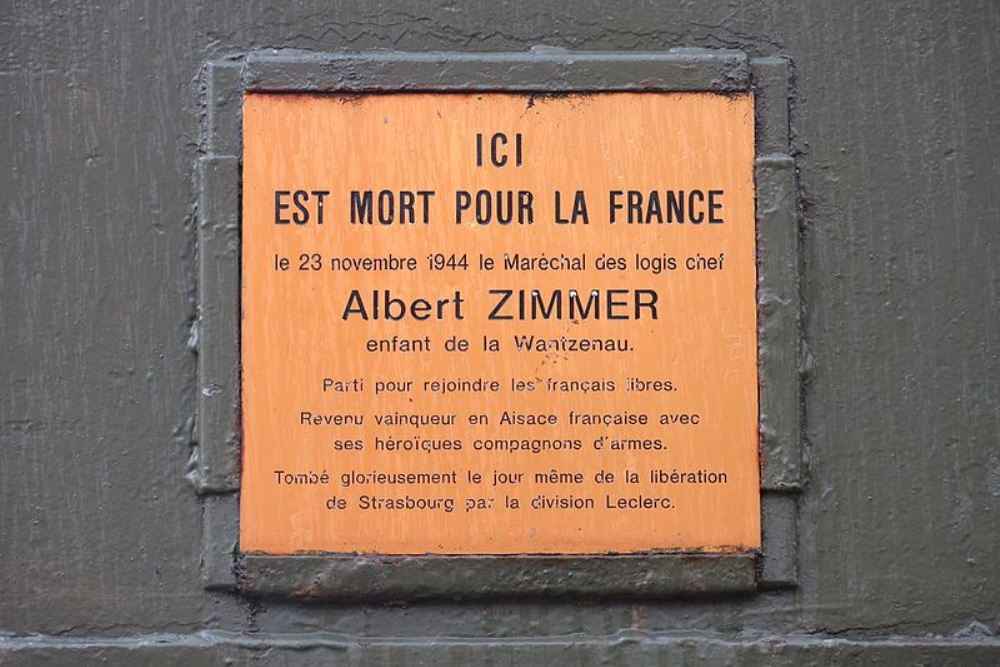 ICI
EST MORT POUR LA FRANCE
le 23 novembre 1944 le Maréchal des logis chef
Albert ZIMMER
enfant de la Wantzenau.
Parti pour rejoindre les français libres.
Revenu vainqueur en Alsace française avec
ses héroïques compagnons d'armes.
Tombé glorieusement le jour même de la libération
de Strasbourg par la division Leclerc.